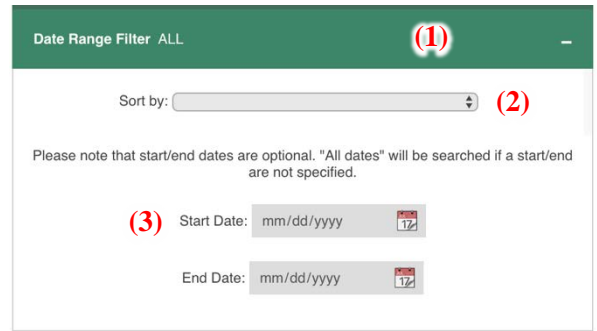 Date Range Filter ALL (1) –
Sort by: (2)
Please note that start/end dates are optional. "All dates" will be searched if a start/end
are not specified.
(3) Start Date: mm/dd/yyyy 17
End Date: mm/dd/yyyy 17